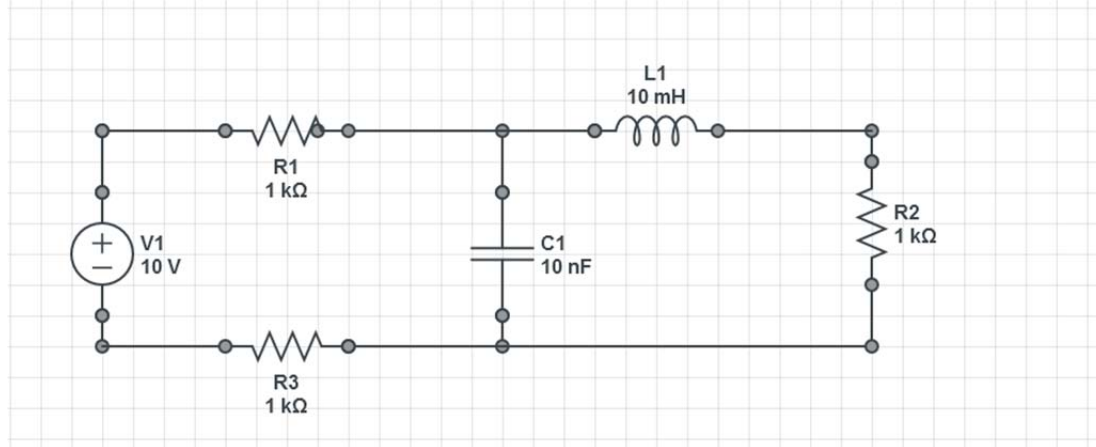 L1
10 mH
R1
1 kΩ
V1
10 V
C1
10 nF
R2
1 kΩ
R3
1 kΩ